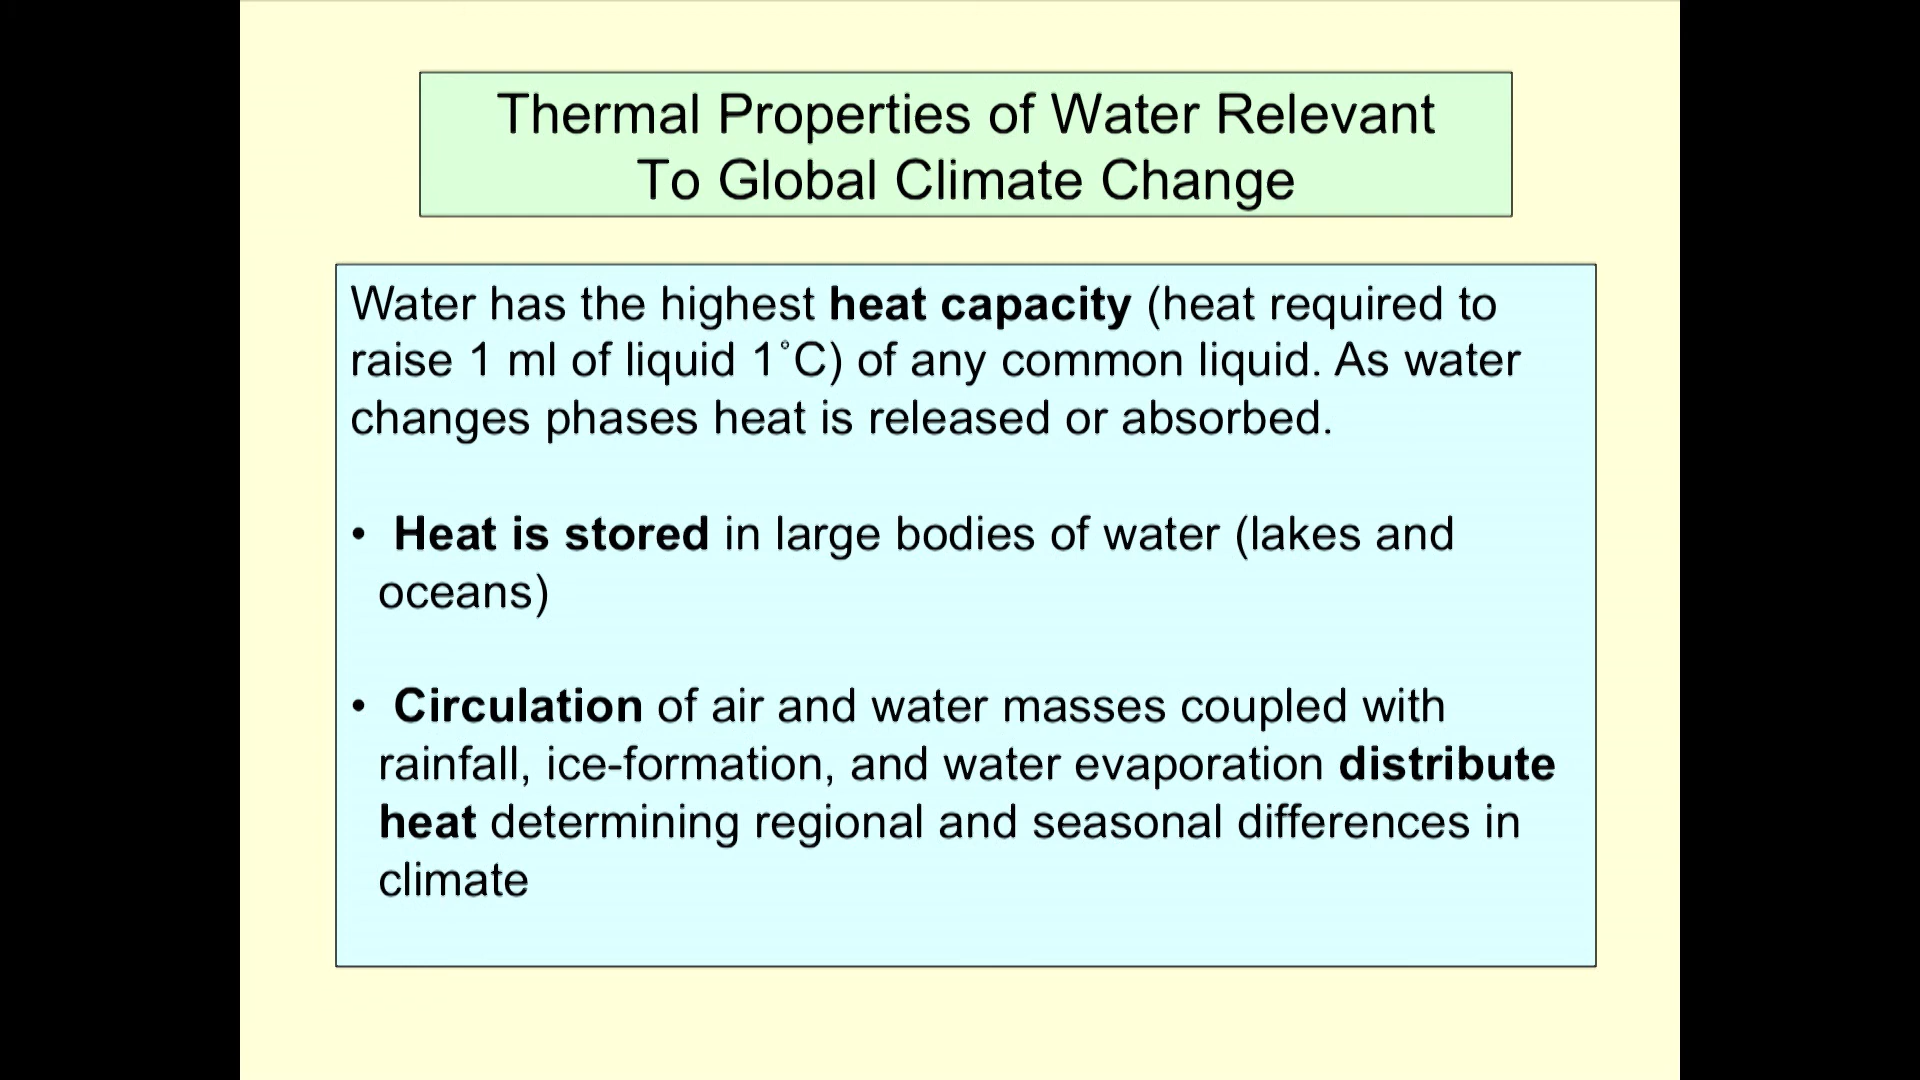 Thermal Properties of Water Relevant
To Global Climate Change
Water has the highest heat capacity (heat required to
raise 1 ml of liquid 1˚C) of any common liquid. As water
changes phases heat is released or absorbed.
• Heat is stored in large bodies of water (lakes and
oceans)
• Circulation of air and water masses coupled with
rainfall, ice-formation, and water evaporation distribute
heat determining regional and seasonal differences in
climate